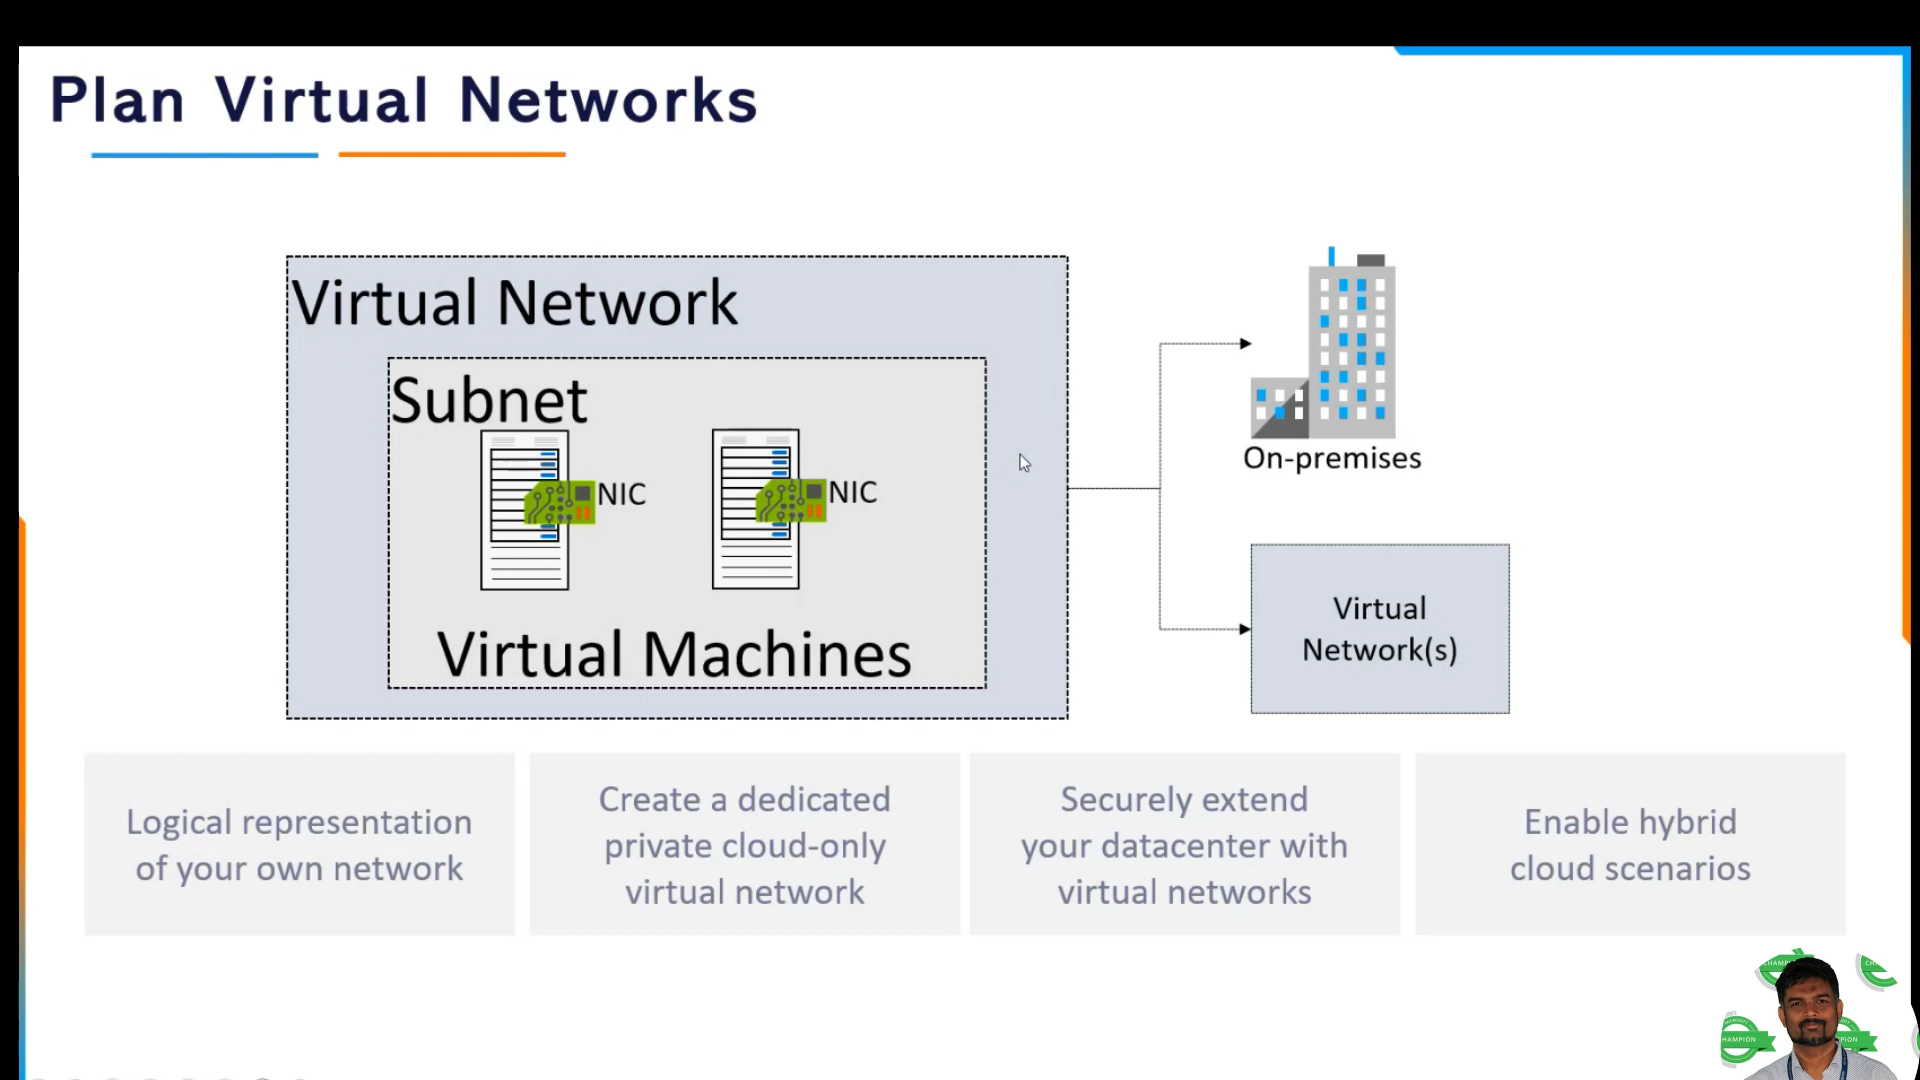 Plan Virtual Networks
Virtual Network
Subnet
NIC
NIC
Virtual Machines
On-premises
Virtual
Network(s)
Logical representation
of your own network
Create a dedicated
private cloud-only
virtual network
Securely extend
your datacenter with
virtual networks
Enable hybrid
cloud scenarios